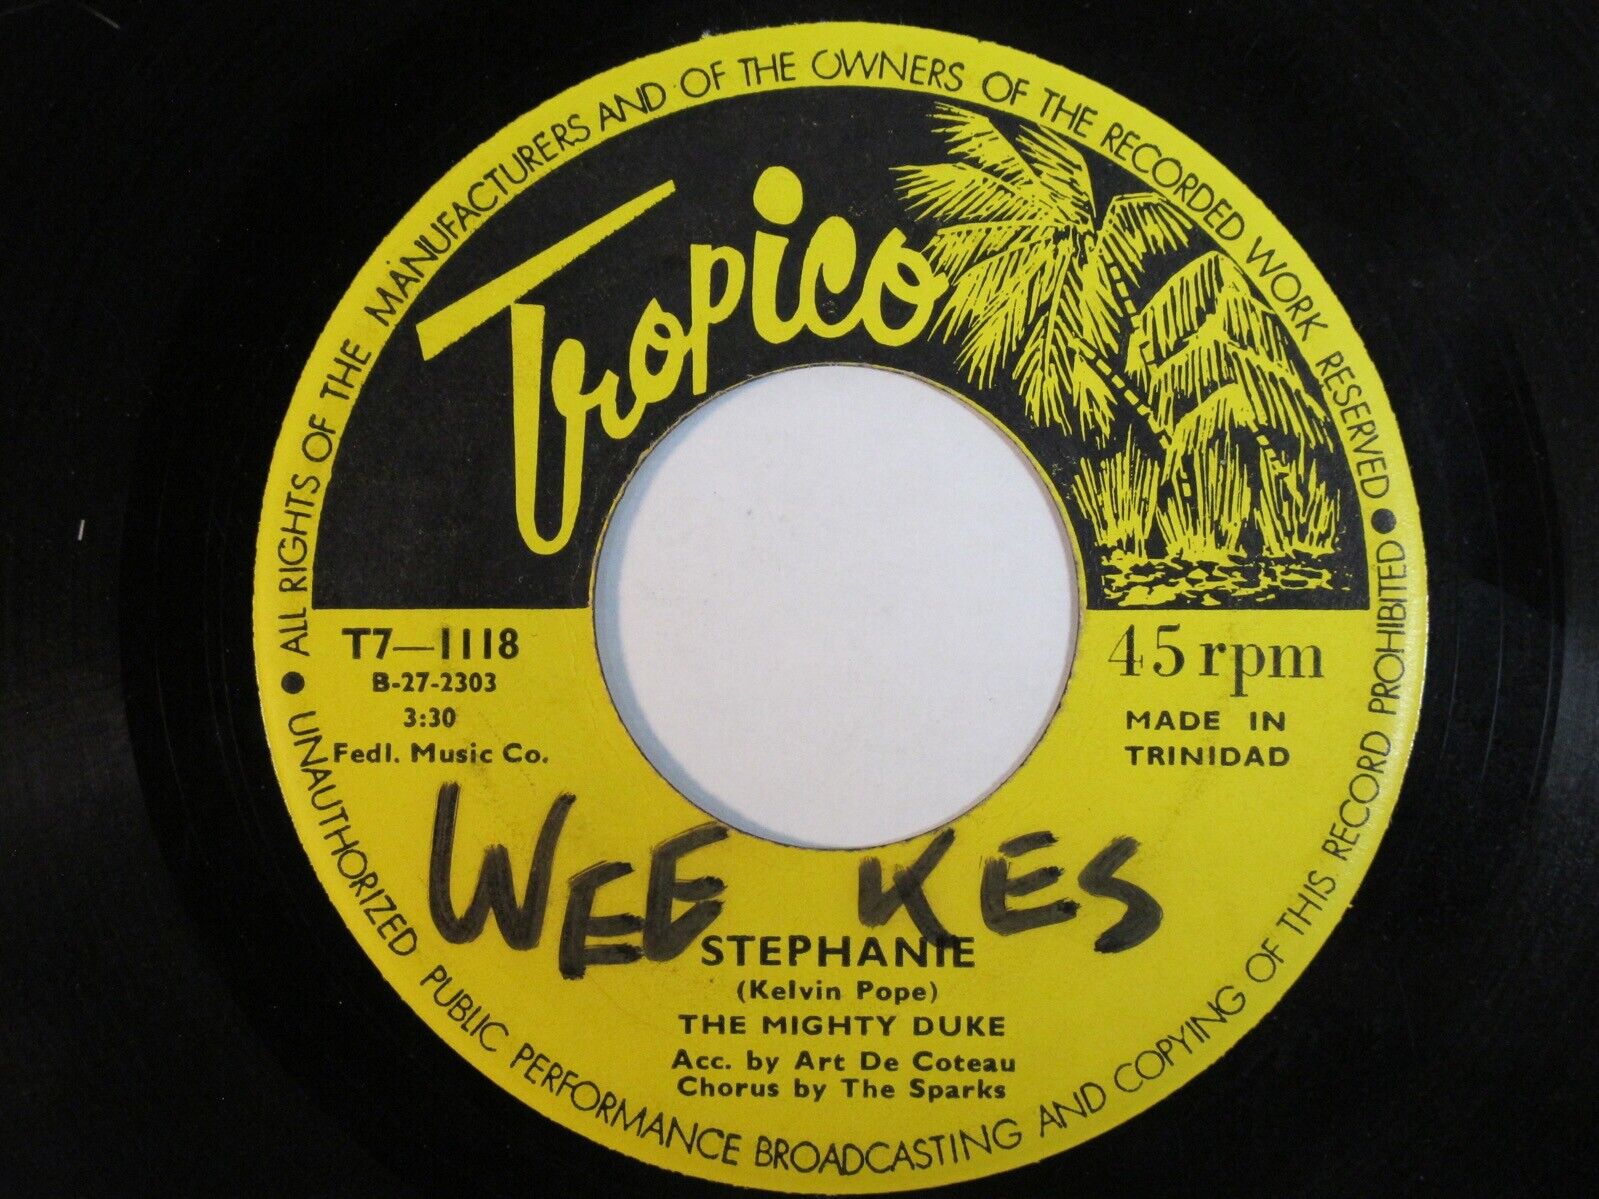 ALL RIGHTS OF THE MANUFACTURERS AND OF THE OWNERS OF THE RECORDED WORK RESERVED
Tropico
T7—1118
B-27-2303
3:30
Fedl. Music Co.
45 rpm
MADE IN
TRINIDAD
WEE KES
STEPHANIE
(Kelvin Pope)
THE MIGHTY DUKE
Acc. by Art De Coteau
Chorus by The Sparks
UNAUTHORIZED PUBLIC PERFORMANCE BROADCASTING AND COPYING OF THIS RECORD PROHIBITED